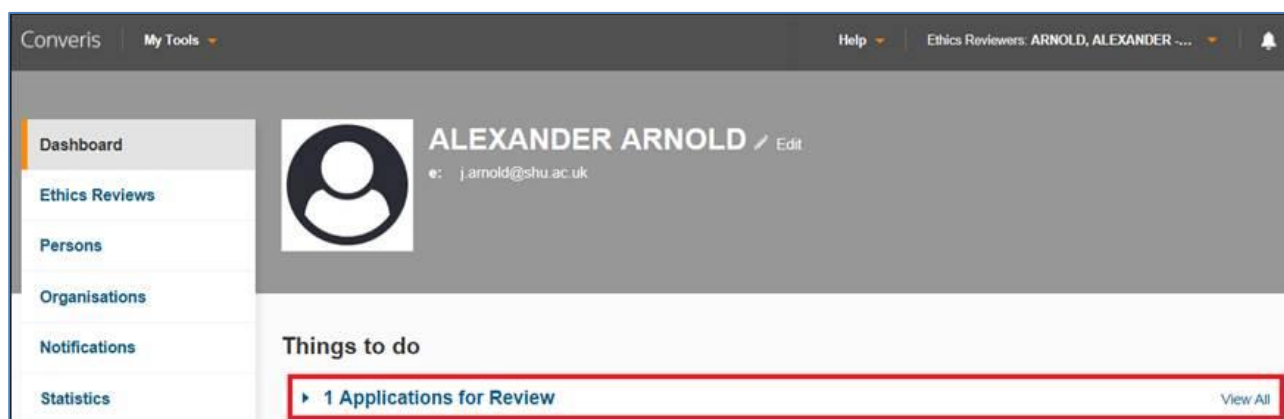 Converis My Tools Help Ethics Reviewers: ARNOLD, ALEXANDER -...
Dashboard
Ethics Reviews
Persons
Organisations
Notifications
Statistics
ALEXANDER ARNOLD Edit
e: j.arnold@shu.ac.uk
Things to do
1 Applications for Review View All